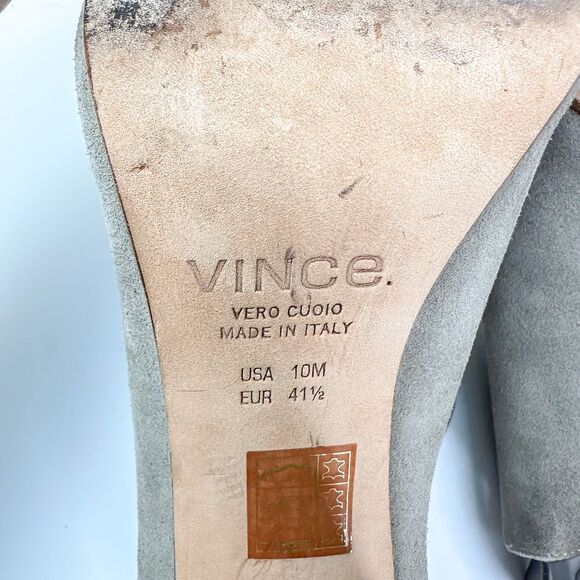 VINCe.
VERO CUOIO
MADE IN ITALY
USA 10M
EUR 41½